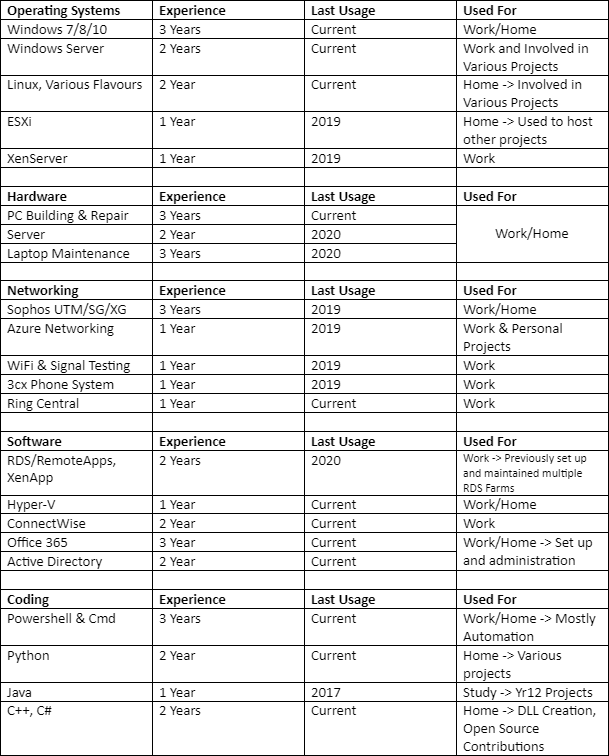 Operating Systems Experience Last Usage Used For
Windows 7/8/10 3 Years Current Work/Home
Windows Server 2 Years Current Work and Involved in
Various Projects
Linux, Various Flavours 2 Year Current Home -> Involved in
Various Projects
ESXi 1 Year 2019 Home -> Used to host
other projects
XenServer 1 Year 2019 Work
Hardware Experience Last Usage Used For
PC Building & Repair 3 Years Current
Server 2 Year 2020 Work/Home
Laptop Maintenance 3 Years 2020
Networking Experience Last Usage Used For
Sophos UTM/SG/XG 3 Years 2019 Work/Home
Azure Networking 1 Year 2019 Work & Personal
Projects
WiFi & Signal Testing 1 Year 2019 Work
3cx Phone System 1 Year 2019 Work
Ring Central 1 Year Current Work
Software Experience Last Usage Used For
RDS/RemoteApps, 2 Years 2020 Work -> Previously set up
XenApp and maintained multiple
RDS Farms
Hyper-V 1 Year Current Work/Home
ConnectWise 2 Year Current Work
Office 365 3 Year Current Work/Home -> Set up
Active Directory 2 Year Current and administration
Coding Experience Last Usage Used For
Powershell & Cmd 3 Years Current Work/Home -> Mostly
Automation
Python 2 Year Current Home -> Various
projects
Java 1 Year 2017 Study -> Yr12 Projects
C++, C# 2 Years Current Home -> DLL Creation,
Open Source
Contributions